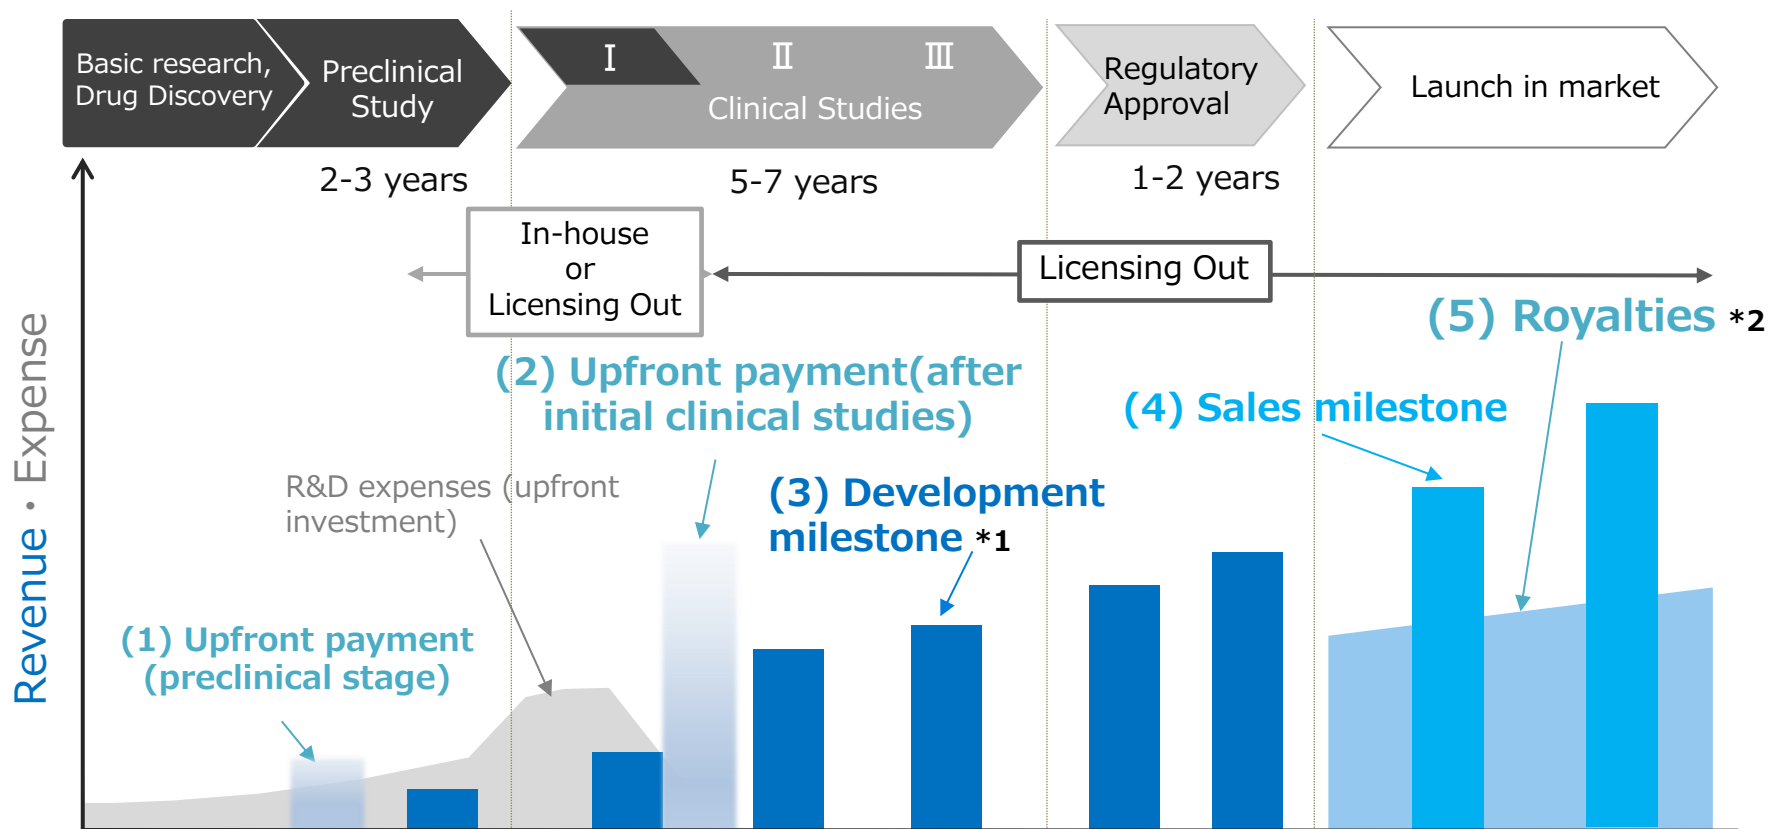 Basic research,
Drug Discovery
Preclinical
Study
Ⅰ
Ⅱ
Ⅲ
Clinical Studies
Regulatory
Approval
Launch in market
2-3 years
5-7 years
1-2 years
In-house
or
Licensing Out
Licensing Out
(5) Royalties *2
(2) Upfront payment(after
initial clinical studies)
(4) Sales milestone
R&D expenses (upfront
investment)
(3) Development
milestone *1
(1) Upfront payment
(preclinical stage)
Revenue・Expense